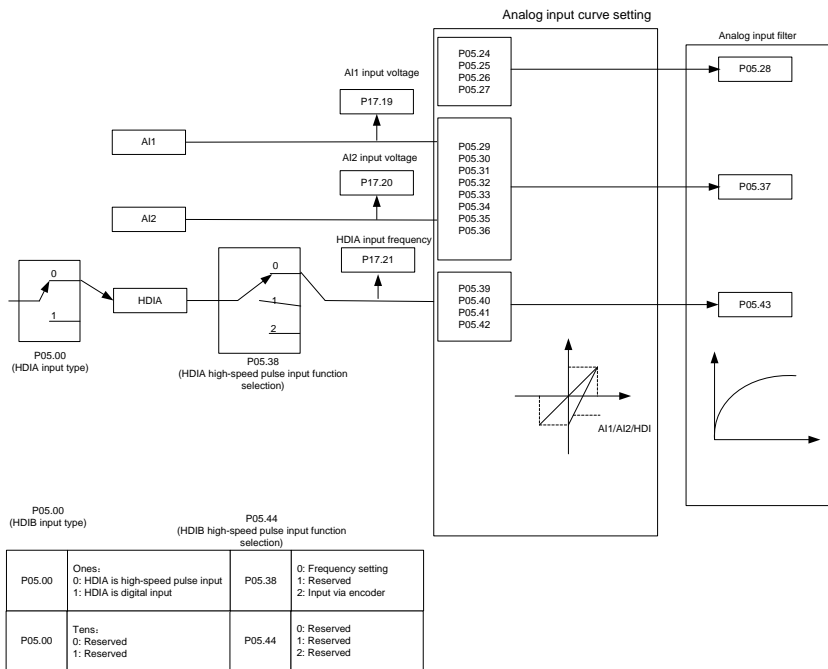 Analog input curve setting
Analog input filter
P05.24
P05.25
P05.26
P05.27
P05.28
AI1 input voltage
P17.19
AI1
AI2 input voltage
P17.20
AI2
P05.29
P05.30
P05.31
P05.32
P05.33
P05.34
P05.35
P05.36
P05.37
HDIA input frequency
P17.21
0
1
HDIA
0
1
2
P05.39
P05.40
P05.41
P05.42
P05.43
P05.00
(HDIA input type)
P05.38
(HDIA high-speed pulse input function
selection)
AI1/AI2/HDI
P05.00
(HDIB input type)
P05.44
(HDIB high-speed pulse input function
selection)
P05.00
Ones:
0: HDIA is high-speed pulse input
1: HDIA is digital input
P05.38
0: Frequency setting
1: Reserved
2: Input via encoder
P05.00
Tens:
0: Reserved
1: Reserved
P05.44
0: Reserved
1: Reserved
2: Reserved